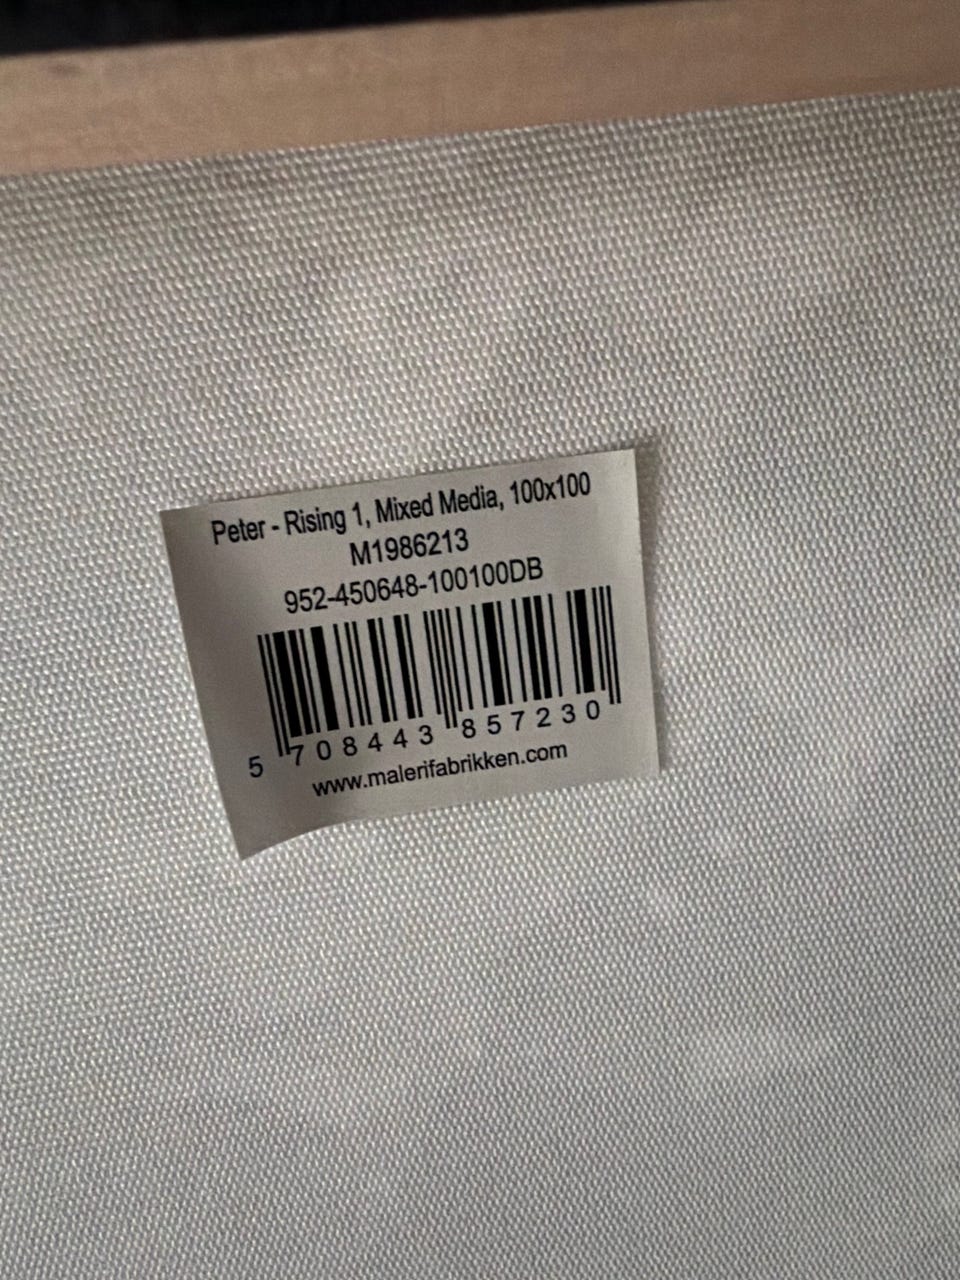 Peter - Rising 1, Mixed Media, 100x100
M1986213
952-450648-100100DB
5 708443 857230
www.malerifabrikken.com